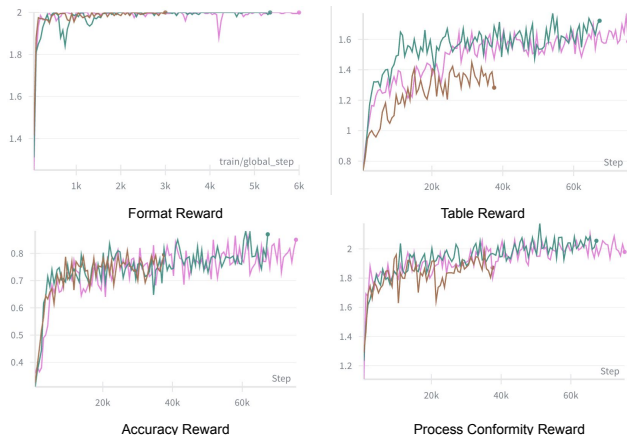 2
1.8
1.6
1.4
train/global_step
1k 2k 3k 4k 5k 6k
Format Reward
1.6
1.4
1.2
1
0.8
Step
20k 40k 60k
Table Reward
0.8
0.7
0.6
0.5
0.4
Step
20k 40k 60k
Accuracy Reward
2
1.8
1.6
1.4
1.2
Step
20k 40k 60k
Process Conformity Reward